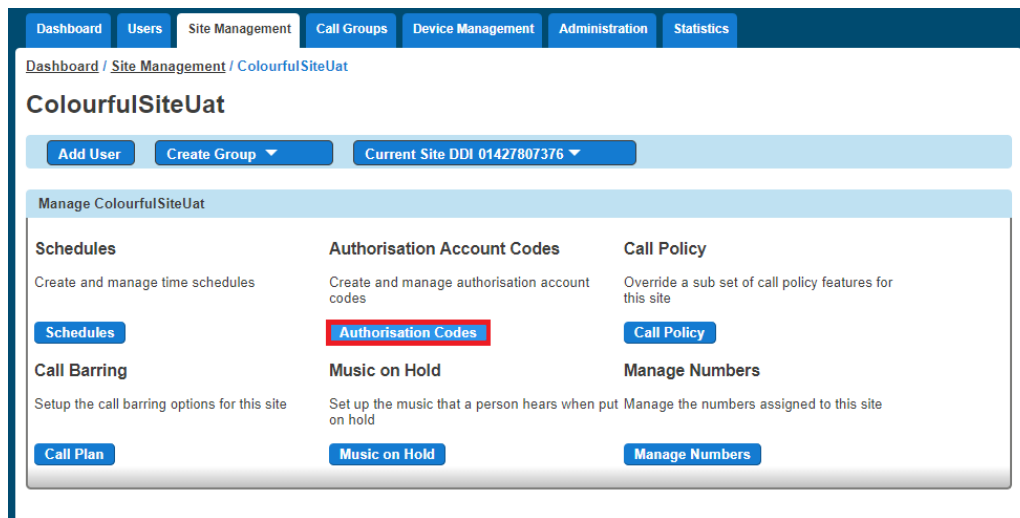 Dashboard Users Site Management Call Groups Device Management Administration Statistics
Dashboard / Site Management / ColourfulSiteUat
ColourfulSiteUat
Add User Create Group Current Site DDI 01427807376
Manage ColourfulSiteUat
Schedules
Create and manage time schedules
Schedules
Authorisation Account Codes
Create and manage authorisation account
codes
Authorisation Codes
Call Policy
Override a sub set of call policy features for
this site
Call Policy
Call Barring
Setup the call barring options for this site
Call Plan
Music on Hold
Set up the music that a person hears when put
on hold
Music on Hold
Manage Numbers
Manage the numbers assigned to this site
Manage Numbers